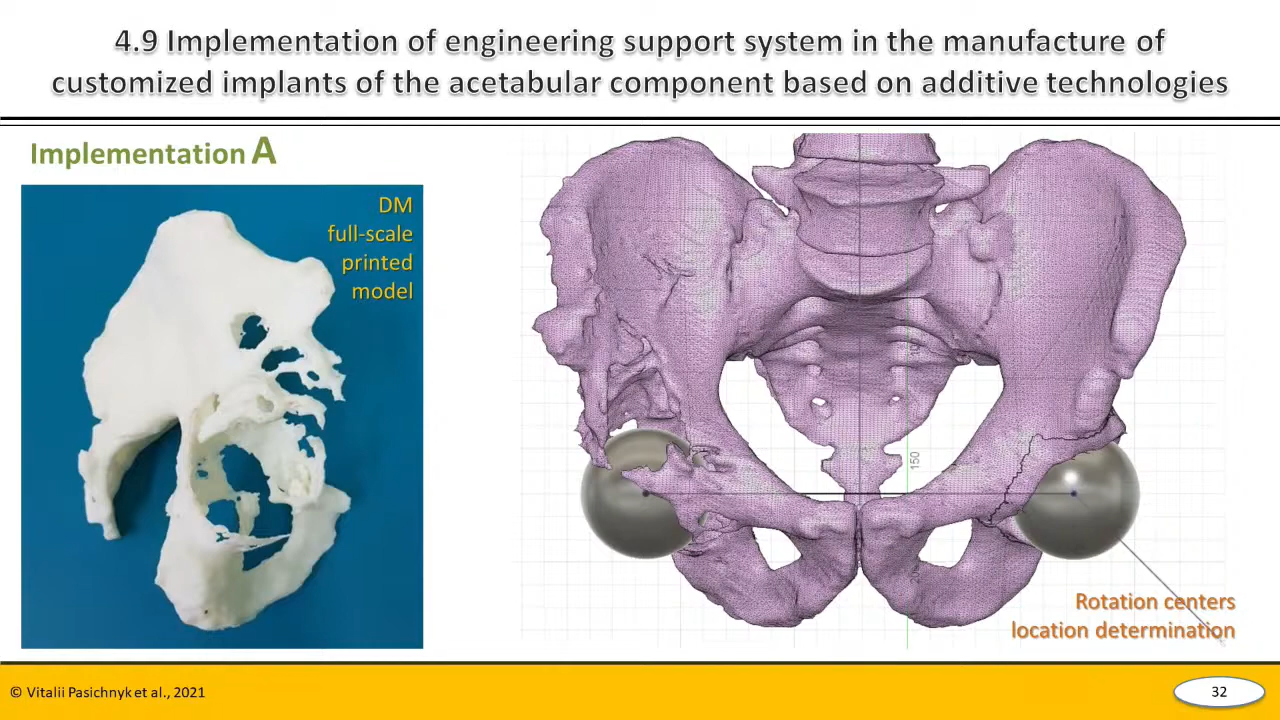 4.9 Implementation of engineering support system in the manufacture of
customized implants of the acetabular component based on additive technologies
Implementation A
DM
full-scale
printed
model
150
Rotation centers
location determination
© Vitalii Pasichnyk et al., 2021
32